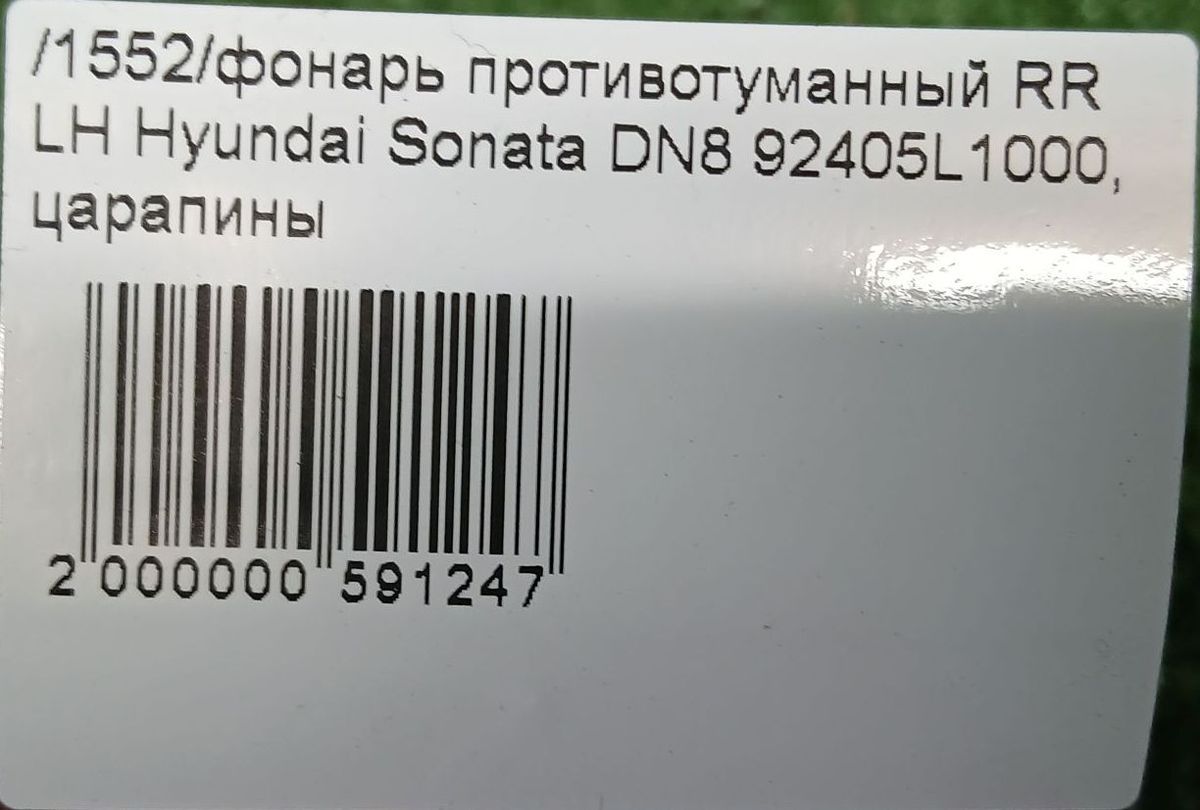 /1552/фонарь противотуманный RR
LH Hyundai Sonata DN8 92405L1000,
царапины
2 000000 591247